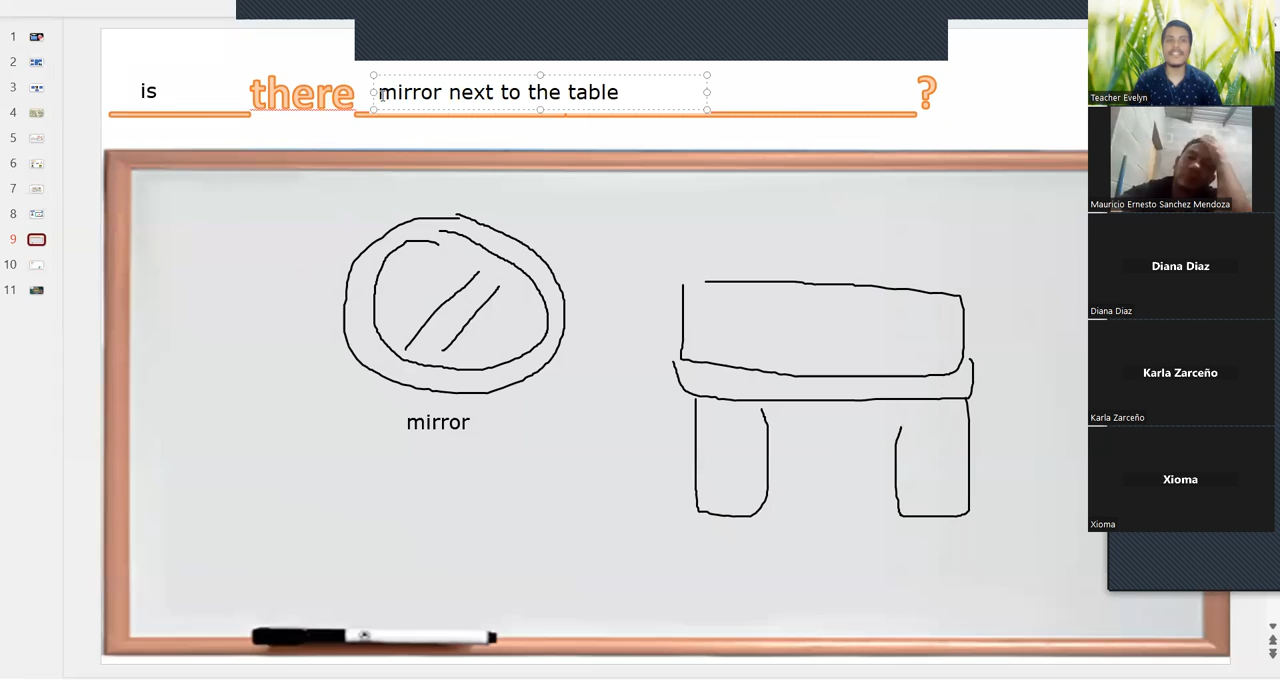 1
2
3
4
5
6
7
8
9
10
11
is there mirror next to the table ?
mirror
Teacher Evelyn
Mauricio Ernesto Sanchez Mendoza
Diana Diaz
Diana Diaz
Karla Zarceño
Karla Zarceño
Xioma
Xioma